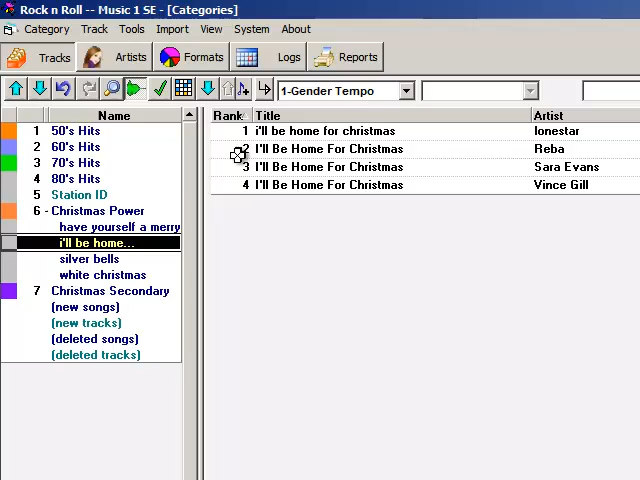 Rock n Roll -- Music 1 SE - [Categories]
Category Track Tools Import View System About
Tracks Artists Formats Logs Reports
1-Gender Tempo
Name
1 50's Hits
2 60's Hits
3 70's Hits
4 80's Hits
5 Station ID
6 - Christmas Power
have yourself a merry
i'll be home...
silver bells
white christmas
7 Christmas Secondary
(new songs)
(new tracks)
(deleted songs)
(deleted tracks)
Rank Title Artist
1 i'll be home for christmas lonestar
2 I'll Be Home For Christmas Reba
3 I'll Be Home For Christmas Sara Evans
4 I'll Be Home For Christmas Vince Gill